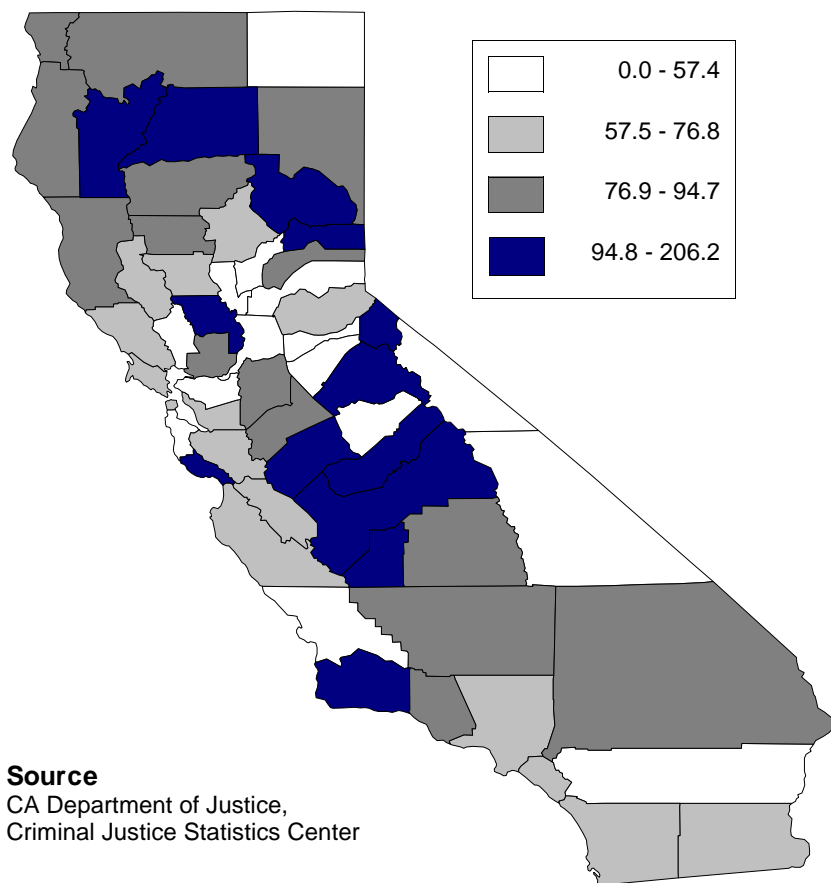 0.0 - 57.4
57.5 - 76.8
76.9 - 94.7
94.8 - 206.2
Source
CA Department of Justice,
Criminal Justice Statistics Center